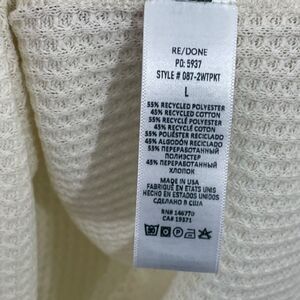 RE/DONE
PD: 5937
STYLE # 087-2WTPKT
L
55% RECYCLED POLYESTER
45% RECYCLED COTTON
55% RECYCLÉ POLYESTER
45% RECYCLÉ COTON
55% POLIÉSTER RECICLADO
45% ALGODÓN RECICLADO
55% ПЕРЕРАБОТАННЫЙ
ПОЛИЭСТЕР
45% ПЕРЕРАБОТАННЫЙ
ХЛОПОК
MADE IN USA
FABRIQUÉ EN ÉTATS UNIS
HECHO EN ESTADOS UNIDOS
СДЕЛАНО В США
RN# 146770
CA# 19371